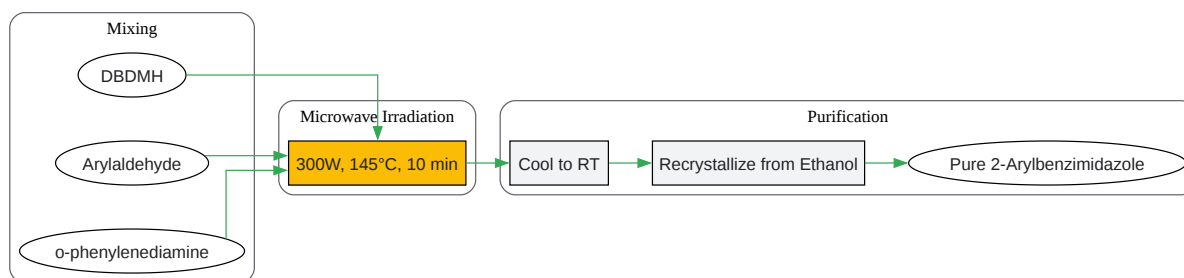 Mixing
DBDMH
Arylaldehyde
o-phenylenediamine
Microwave Irradiation
300W, 145°C, 10 min
Purification
Cool to RT
Recrystallize from Ethanol
Pure 2-Arylbenzimidazole